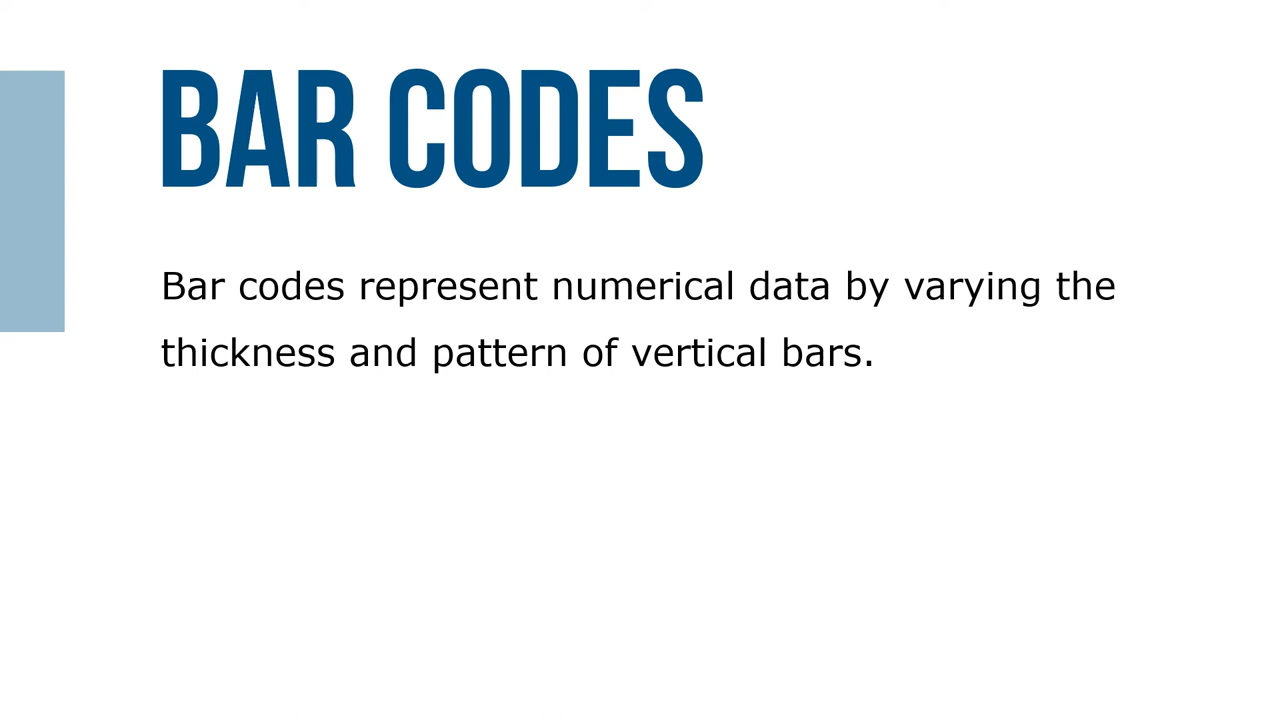 BAR CODES
Bar codes represent numerical data by varying the
thickness and pattern of vertical bars.